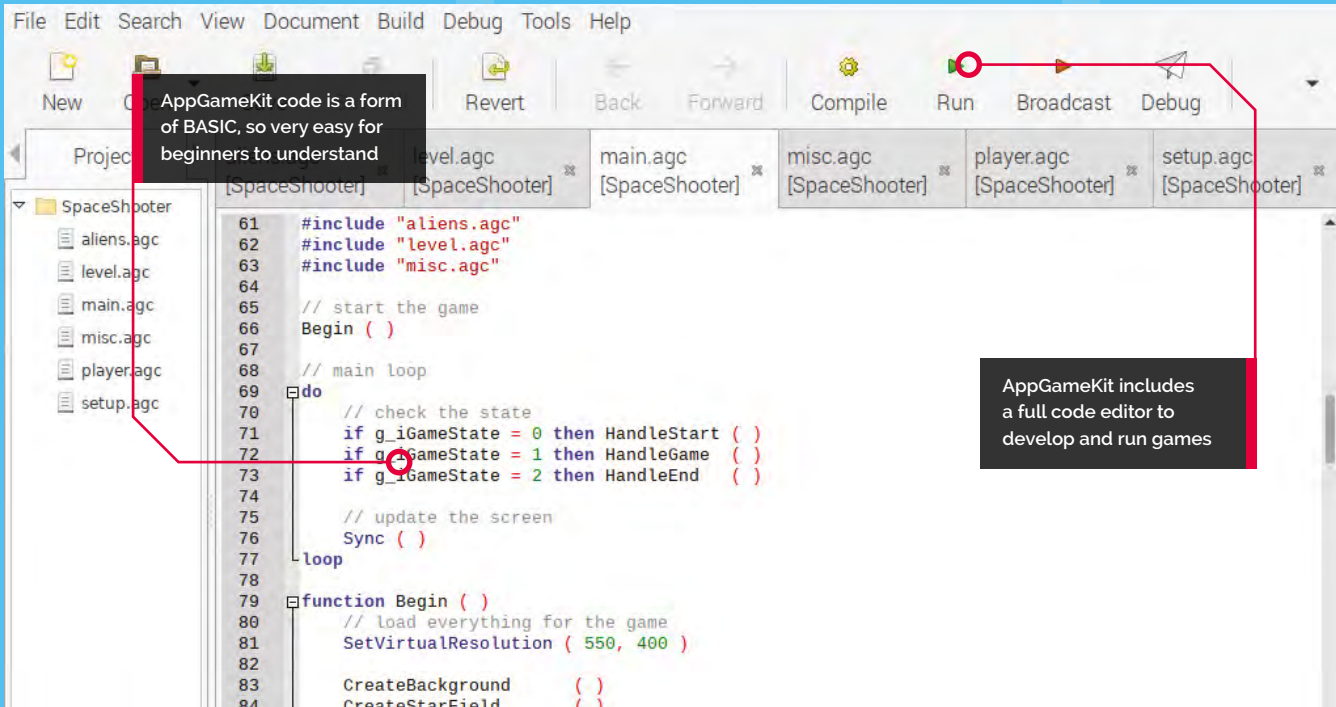 File Edit Search View Document Build Debug Tools Help
New Revert Back Forward Compile Run Broadcast Debug
AppGameKit code is a form
of BASIC, so very easy for
beginners to understand
level.agc main.agc misc.agc player.agc setup.agc
[SpaceShooter] [SpaceShooter] [SpaceShooter] [SpaceShooter] [SpaceShooter] [SpaceShooter]
SpaceShooter
aliens.agc
level.agc
main.agc
misc.agc
player.agc
setup.agc
61 #include "aliens.agc"
62 #include "level.agc"
63 #include "misc.agc"
64
65 // start the game
66 Begin ( )
67
68 // main loop
69 do
70 // check the state
71 if g_iGameState = 0 then HandleStart ( )
72 if g_iGameState = 1 then HandleGame ( )
73 if g_iGameState = 2 then HandleEnd ( )
74
75 // update the screen
76 Sync ( )
77 loop
78
79 function Begin ( )
80 // load everything for the game
81 SetVirtualResolution ( 550, 400 )
82
83 CreateBackground ( )
84 CreateStarField ( )
AppGameKit includes
a full code editor to
develop and run games